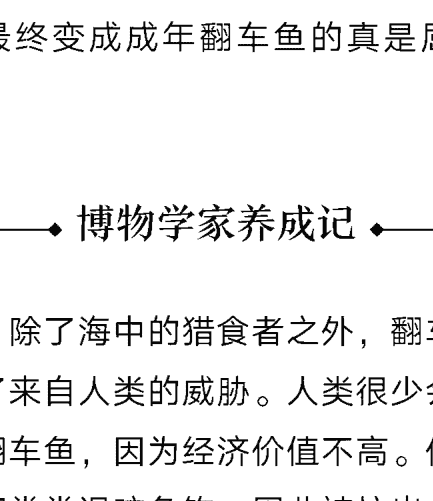 最终变成成年翻车鱼的真是
博物学家养成记
除了海中的猎食者之外，翻车
了来自人类的威胁。人类很少会
翻车鱼，因为经济价值不高。